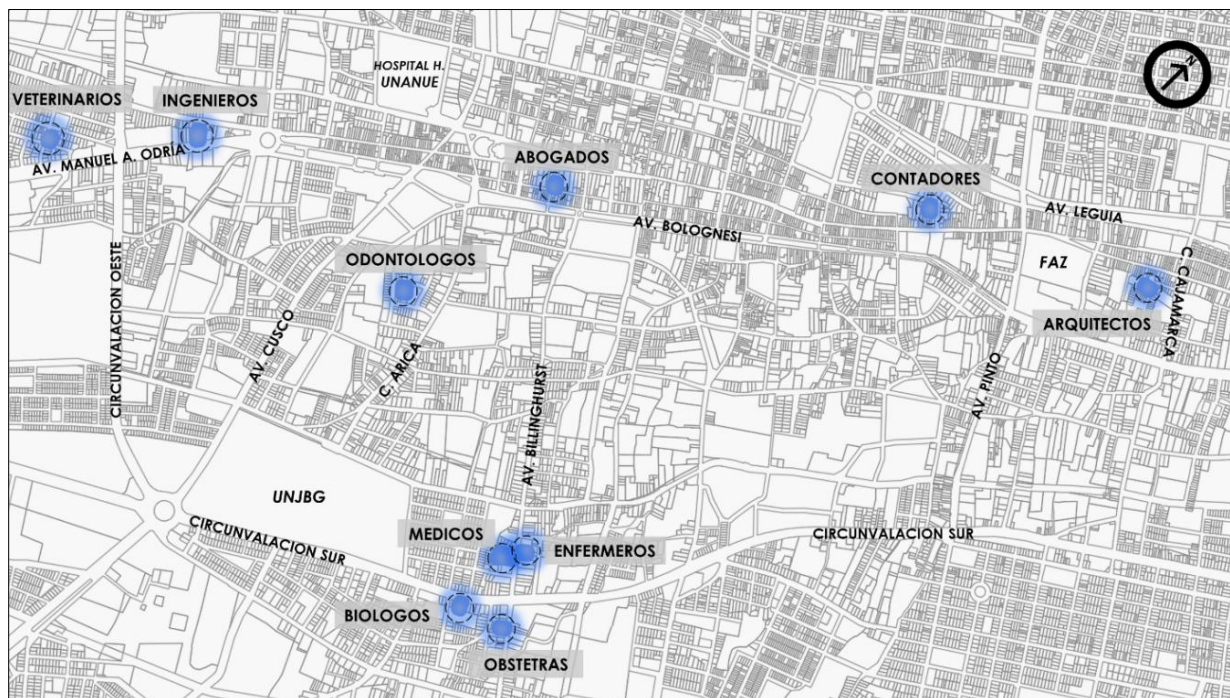 HOSPITAL H.
UNANUE
N
VETERINARIOS
INGENIEROS
AV. MANUEL A. ODRÍA
ABOGADOS
CONTADORES
AV. LEGUIA
AV. BOLOGNESI
ODONTOLOGOS
FAZ
C. CAJAMARCA
ARQUITECTOS
CIRCUNVALACION OESTE
AV. CUSCO
C. ARICA
AV. BILLINGHURST
AV. PINTO
UNJBG
CIRCUNVALACION SUR
MEDICOS
ENFERMEROS
CIRCUNVALACION SUR
BIOLOGOS
OBSTETRAS